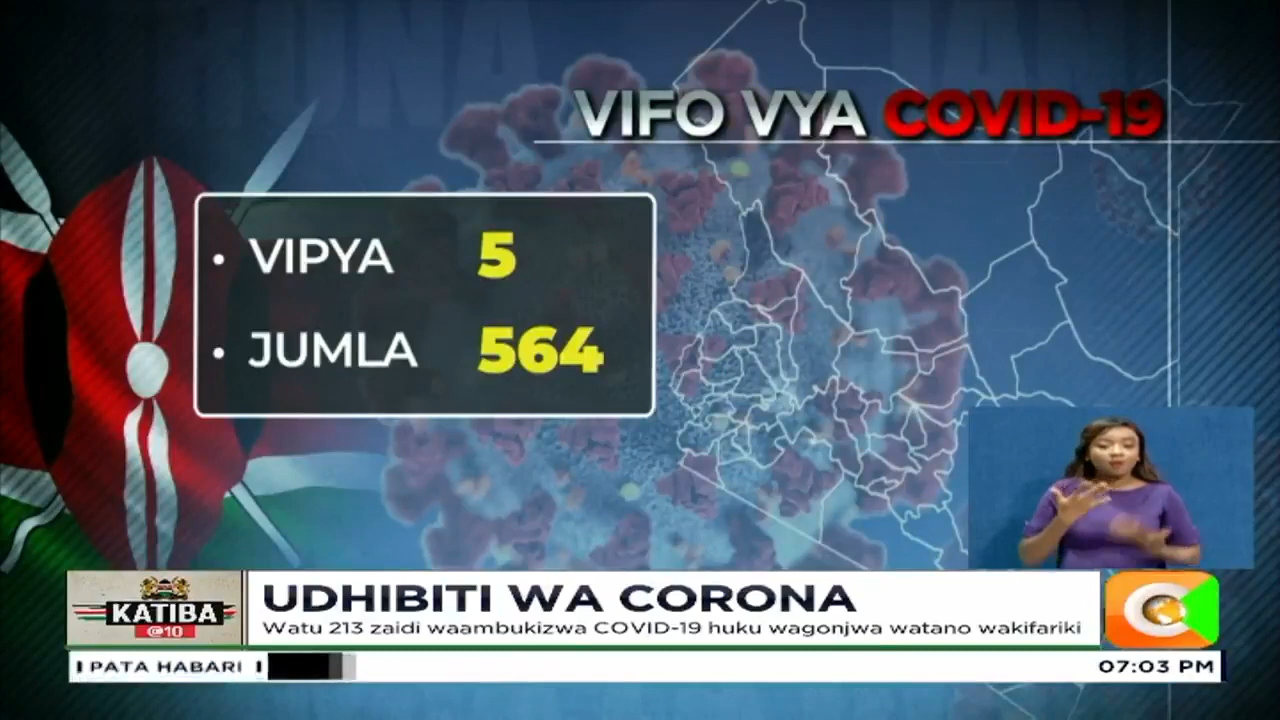 VIFO VYA COVID-19
• VIPYA 5
• JUMLA 564
KATIBA
@10
UDHIBITI WA CORONA
Watu 213 zaidi waambukizwa COVID-19 huku wagonjwa watano wakifariki
PATA HABARI
07:03 PM